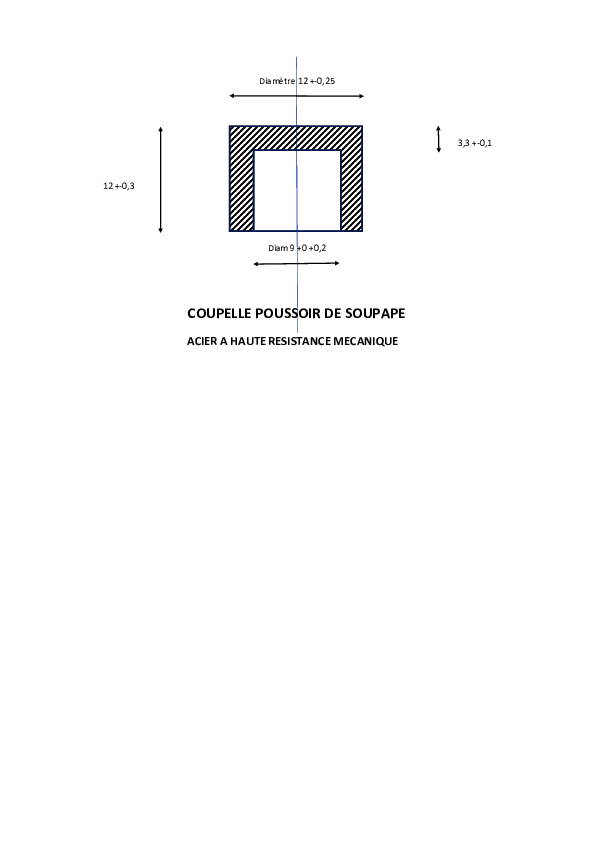 Diamètre 12 +-0,25
3,3 +-0,1
12 +-0,3
Diam 9 +0 +0,2
COUPELLE POUSSOIR DE SOUPAPE
ACIER A HAUTE RESISTANCE MECANIQUE